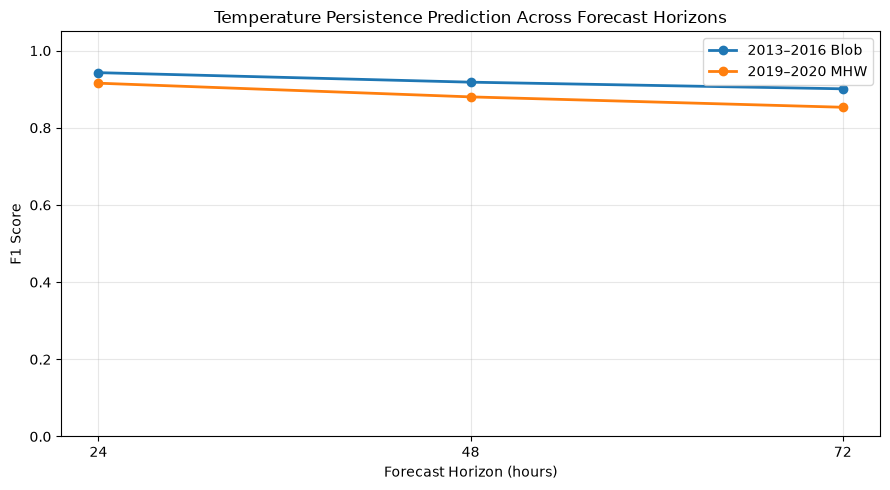 Temperature Persistence Prediction Across Forecast Horizons
2013–2016 Blob
2019–2020 MHW
F1 Score
1.0
0.8
0.6
0.4
0.2
0.0
24 48 72
Forecast Horizon (hours)